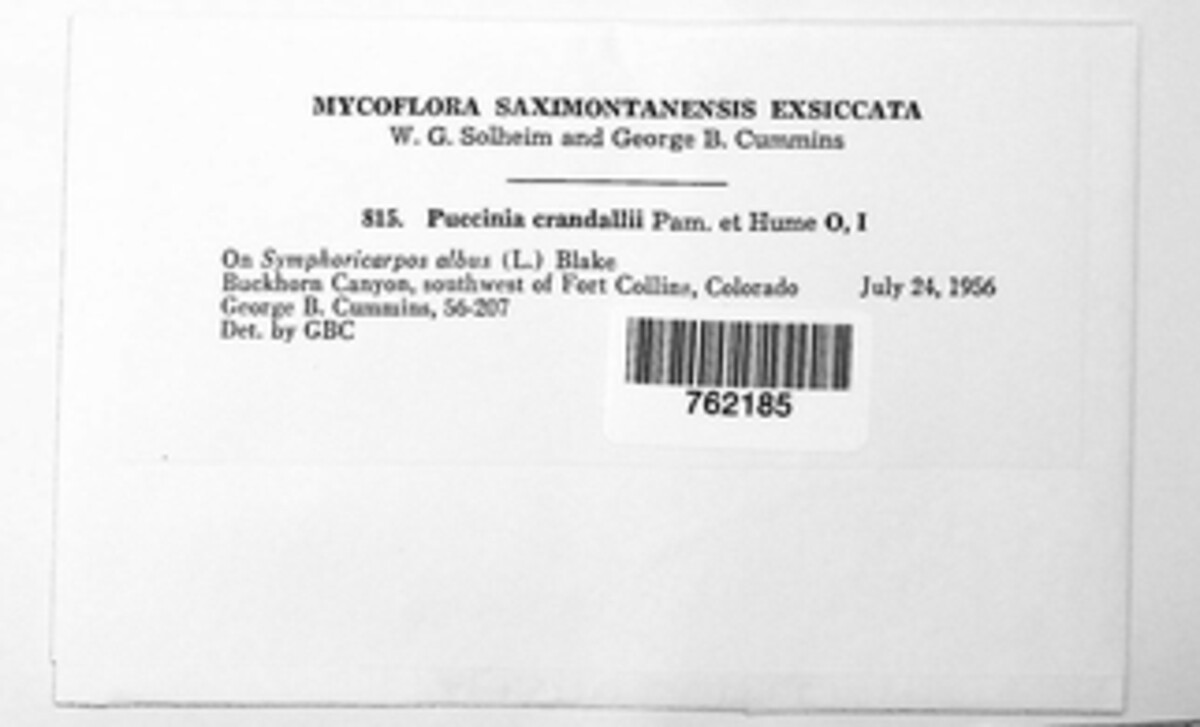 MYCOFLORA SAXIMONTANENSIS EXSICCATA
W. G. Solheim and George B. Cummins
815. Puccinia crandallii Pam. et Hume O, I
On Symphoricarpos albus (L.) Blake
Buckhorn Canyon, southwest of Fort Collins, Colorado July 24, 1956
George B. Cummins, 56-207
Det. by GBC
762185